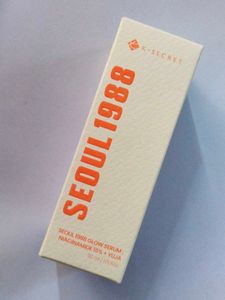 K-SECRET
SEOUL 1988
SEOUL 1988 GLOW SERUM
NIACINAMIDE 15% + YUJA